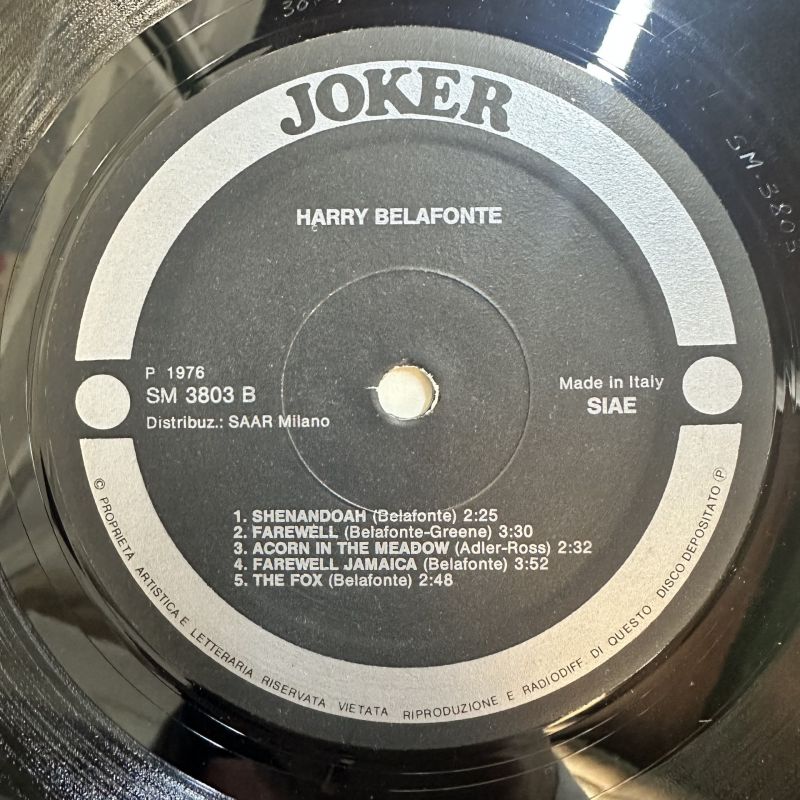 JOKER
HARRY BELAFONTE
P 1976
SM 3803 B
Distribuz.: SAAR Milano
Made in Italy
SIAE
1. SHENANDOAH (Belafonte) 2:25
2. FAREWELL (Belafonte-Greene) 3:30
3. ACORN IN THE MEADOW (Adler-Ross) 2:32
4. FAREWELL JAMAICA (Belafonte) 3:52
5. THE FOX (Belafonte) 2:48
© PROPRIETÀ ARTISTICA E LETTERARIA RISERVATA VIETATA RIPRODUZIONE E RADIODIFF. DI QUESTO DISCO DEPOSITATO Ⓟ
SM-3803